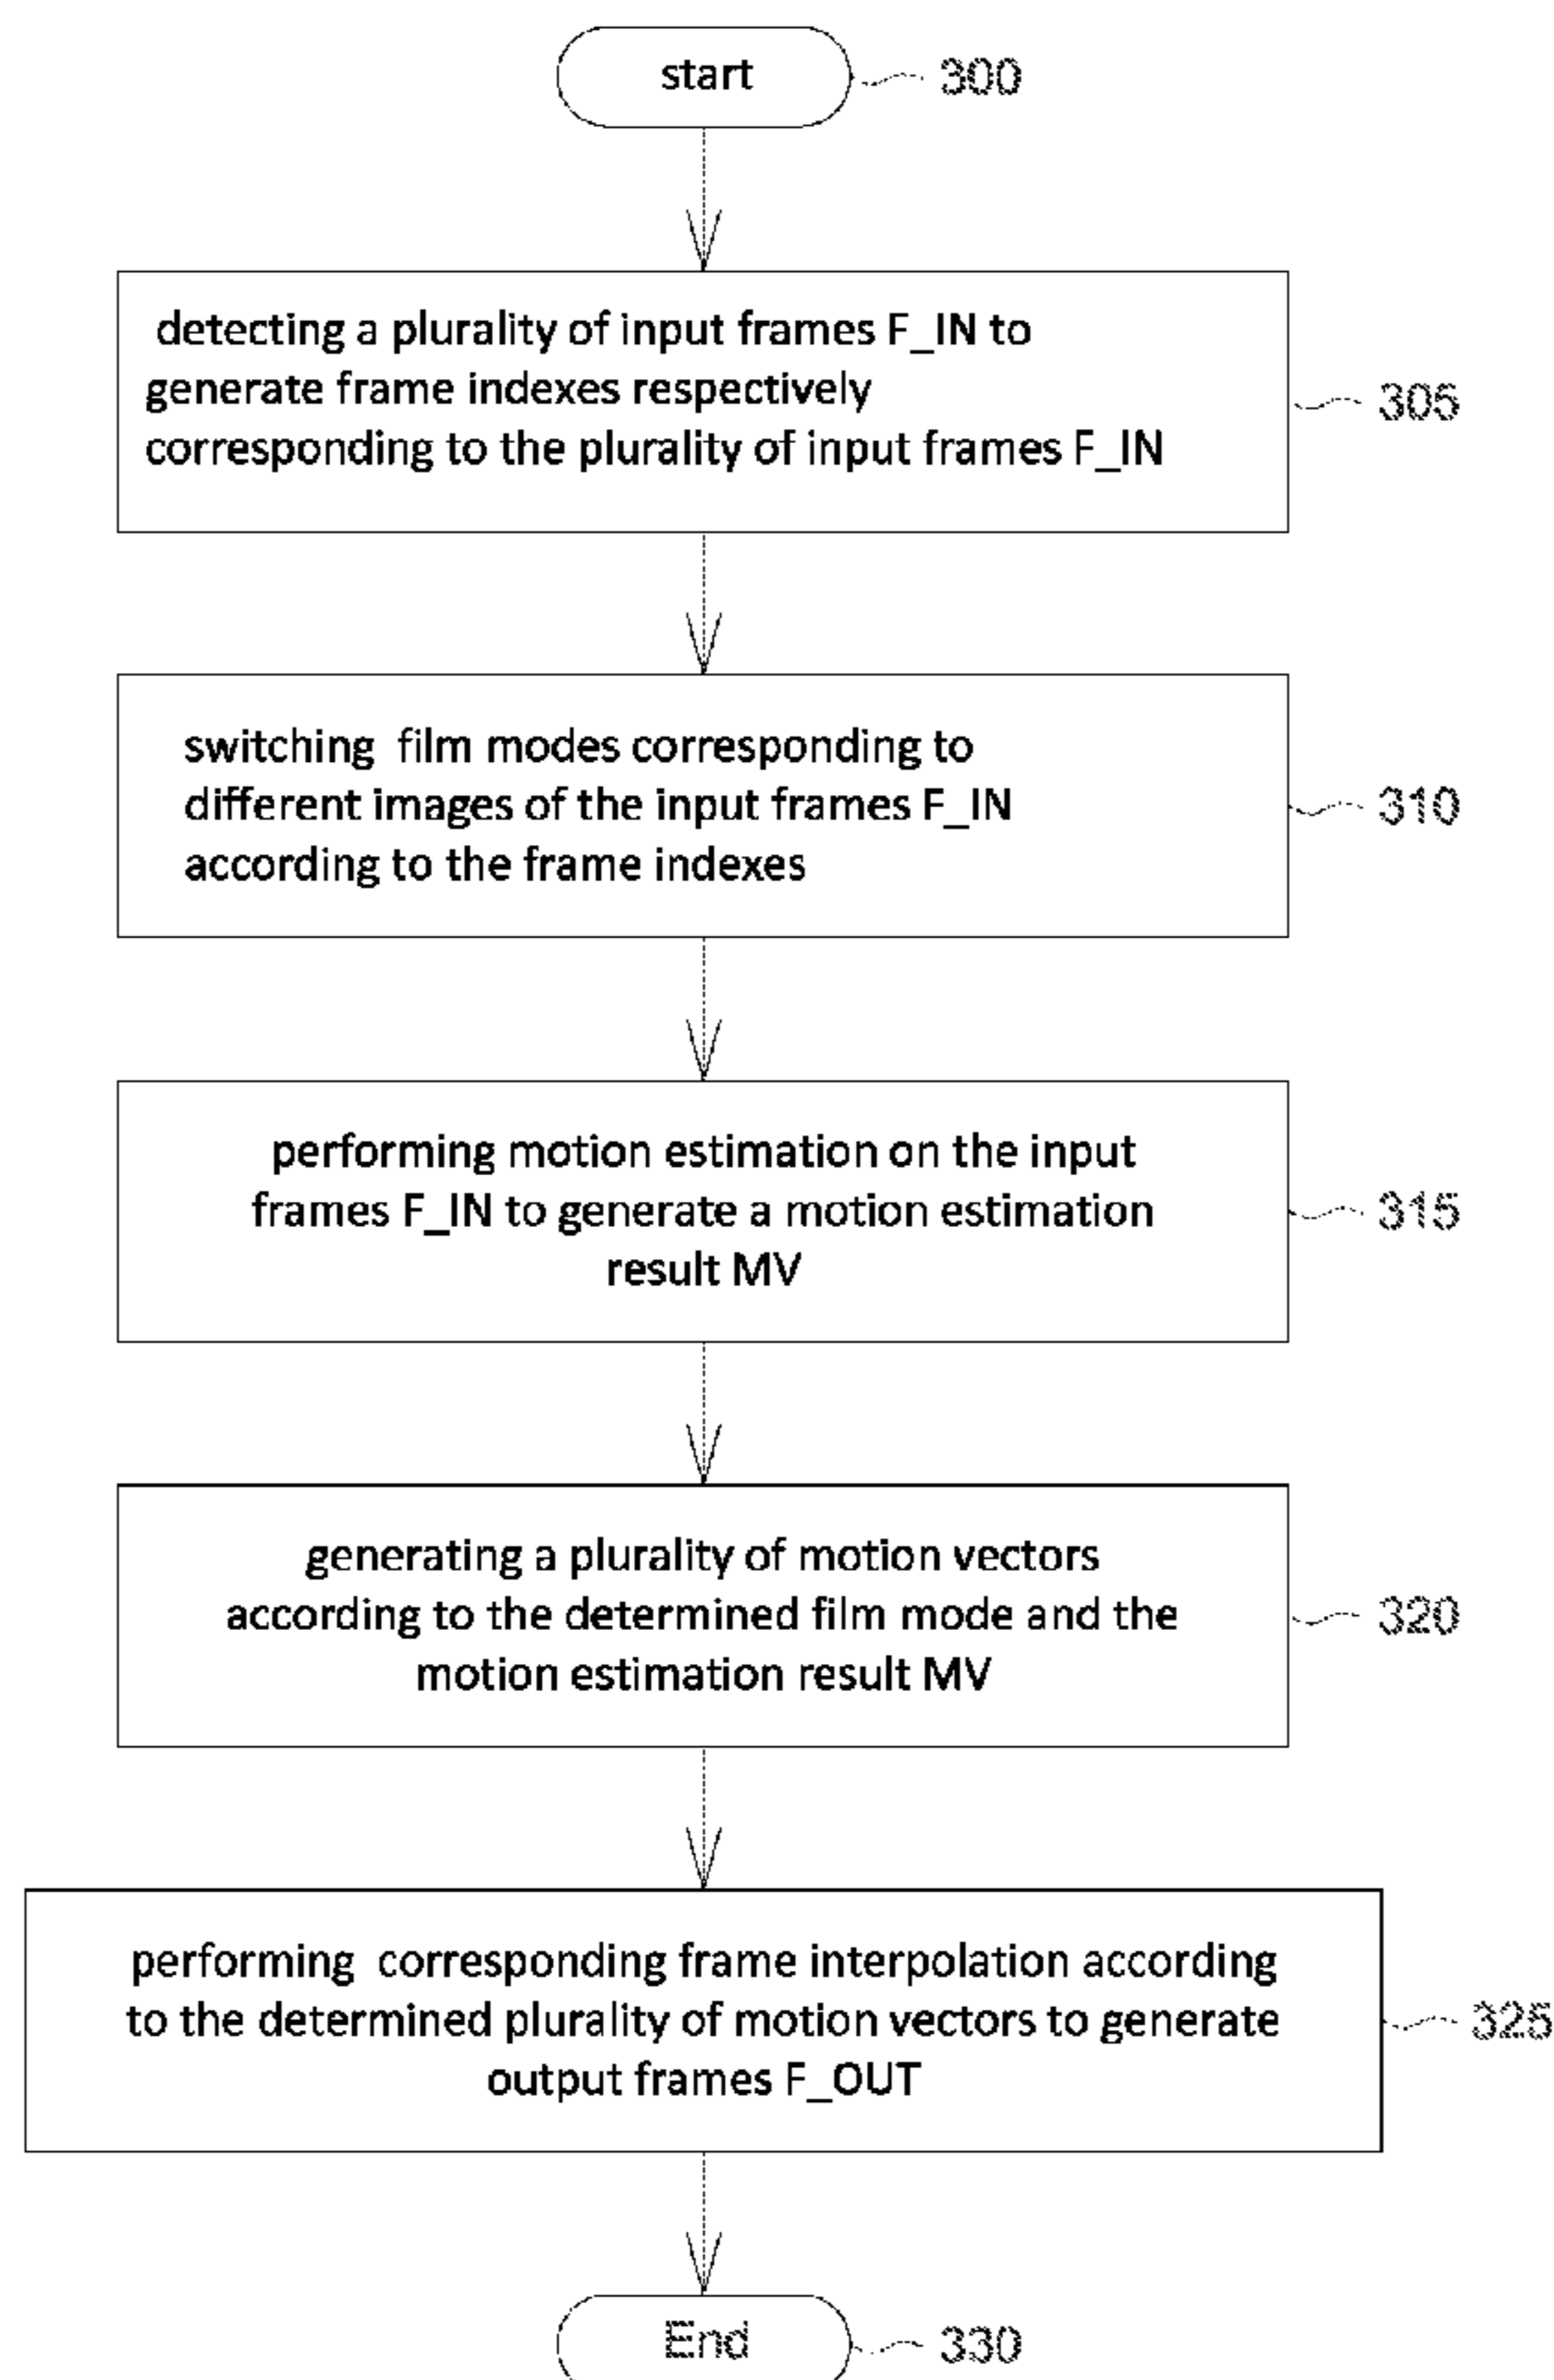 start
300
detecting a plurality of input frames F_IN to
generate frame indexes respectively
corresponding to the plurality of input frames F_IN
305
switching film modes corresponding to
different images of the input frames F_IN
according to the frame indexes
310
performing motion estimation on the input
frames F_IN to generate a motion estimation
result MV
315
generating a plurality of motion vectors
according to the determined film mode and the
motion estimation result MV
320
performing corresponding frame interpolation according
to the determined plurality of motion vectors to generate
output frames F_OUT
325
End
330